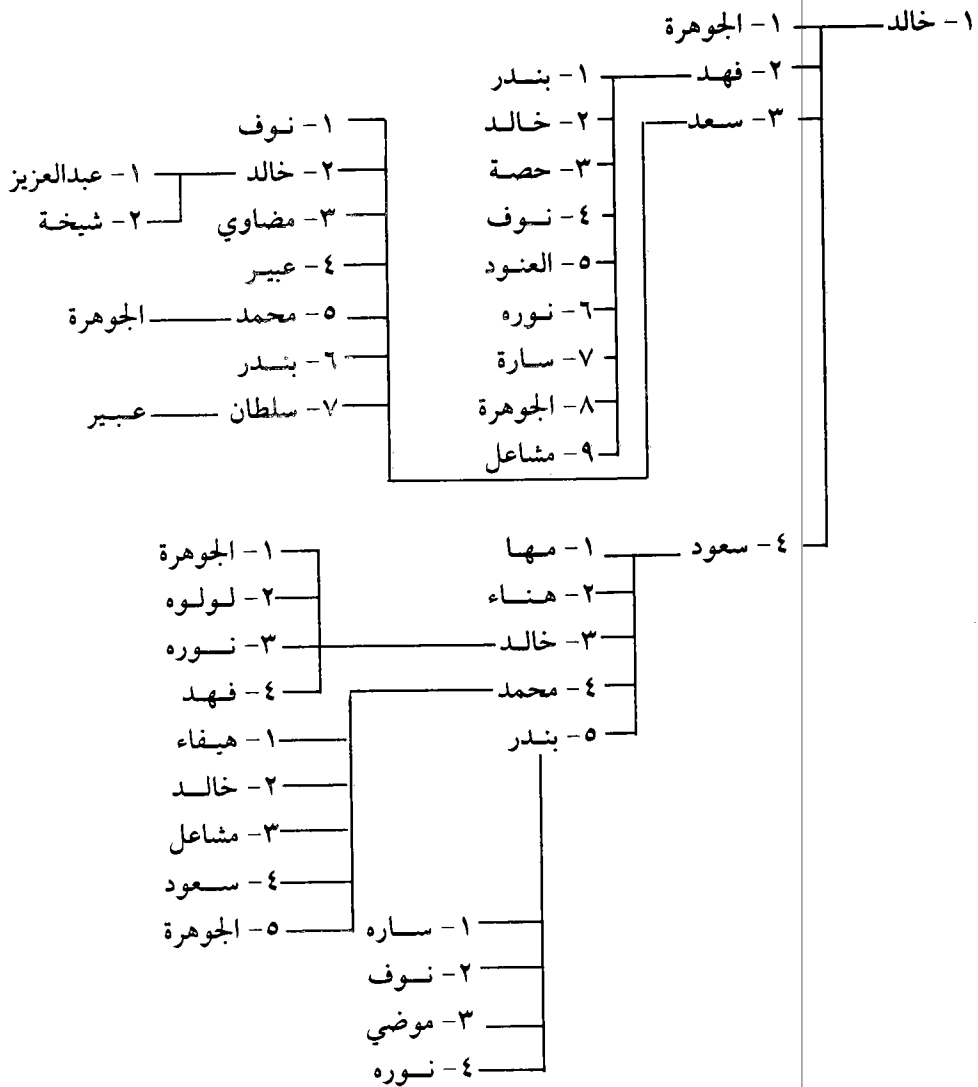 ١- خالد
١- الجوهرة
٢- فهد
١- بندر
٢- خالد
٣- حصة
٤- نوف
٥- العنود
٦- نوره
٧- سارة
٨- الجوهرة
٩- مشاعل
٣- سعد
١- نوف
٢- خالد
١- عبدالعزيز
٢- شيخة
٣- مضاوي
٤- عبير
٥- محمد
الجوهرة
٦- بندر
٧- سلطان
عبير
٤- سعود
١- مها
٢- هناء
٣- خالد
١- الجوهرة
٢- لولوه
٣- نوره
٤- فهد
٤- محمد
١- هيفاء
٢- خالد
٣- مشاعل
٤- سعود
٥- الجوهرة
٥- بندر
١- ساره
٢- نوف
٣- موضي
٤- نوره